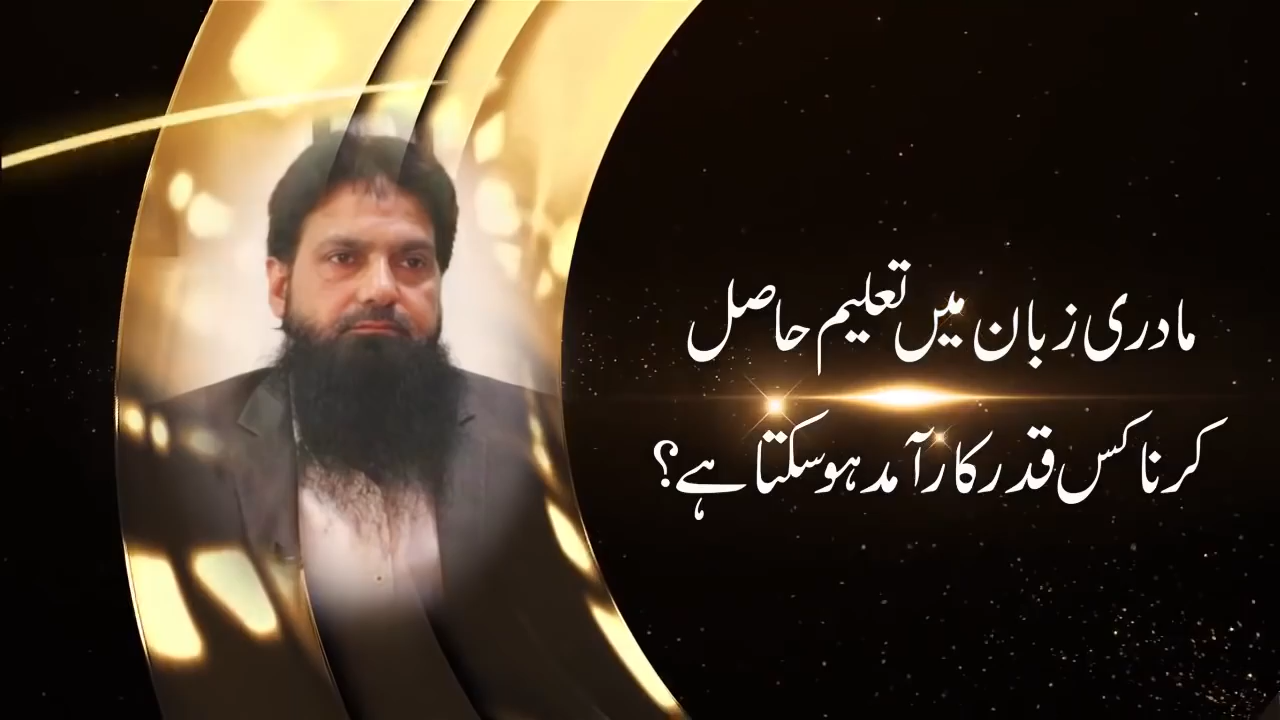 مادری زبان میں تعلیم حاصل
کرنا کس قدر کارآمد ہو سکتا ہے؟